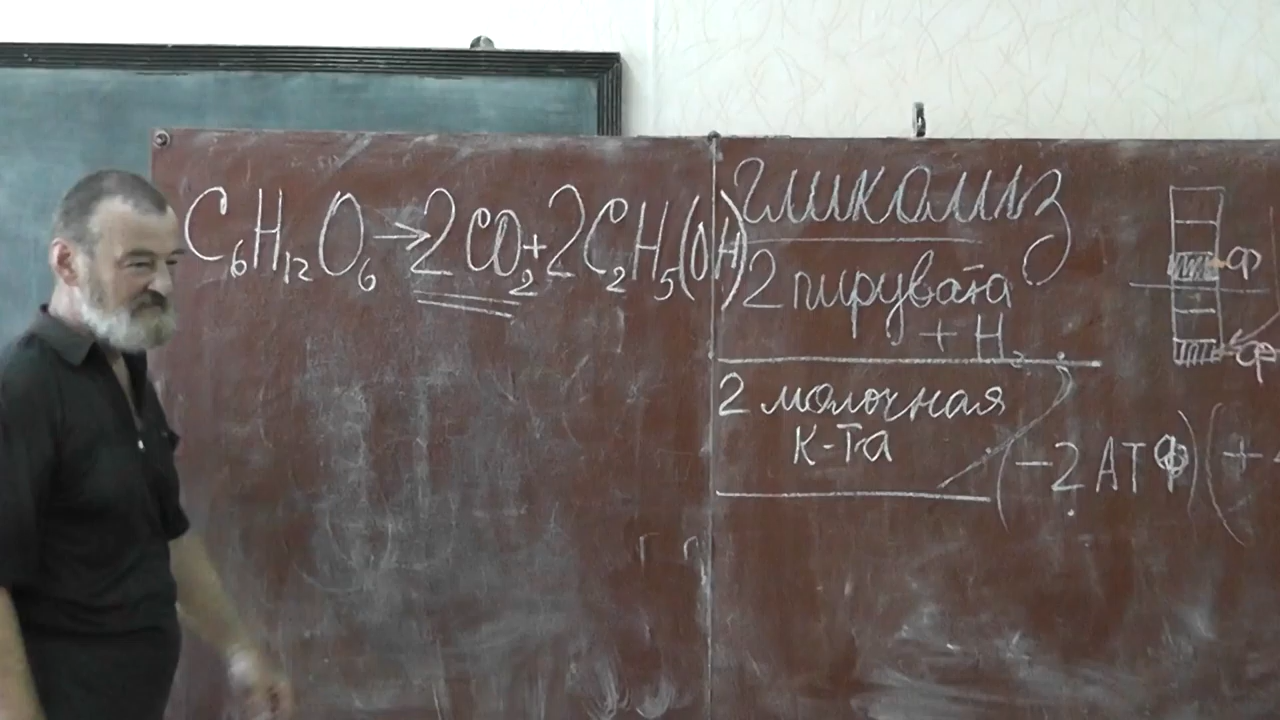 C₆H₁₂O₆→2CO₂+2C₂H₅(OH)
гликолиз
2 пирувата
+ H₂
2 молочная
к-та
(-2 АТФ)(+
Ф
Ф